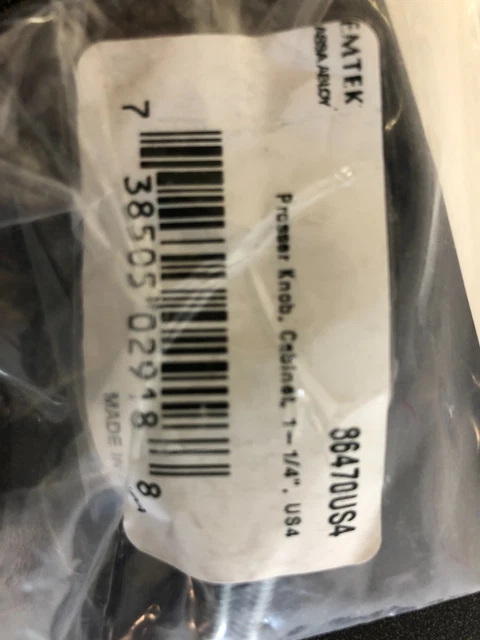 EMTEK
ASSA ABLOY
86470US4
Prosser Knob, Cabinet, 1-1/4", US4
7 38505 02918 8
MADE IN